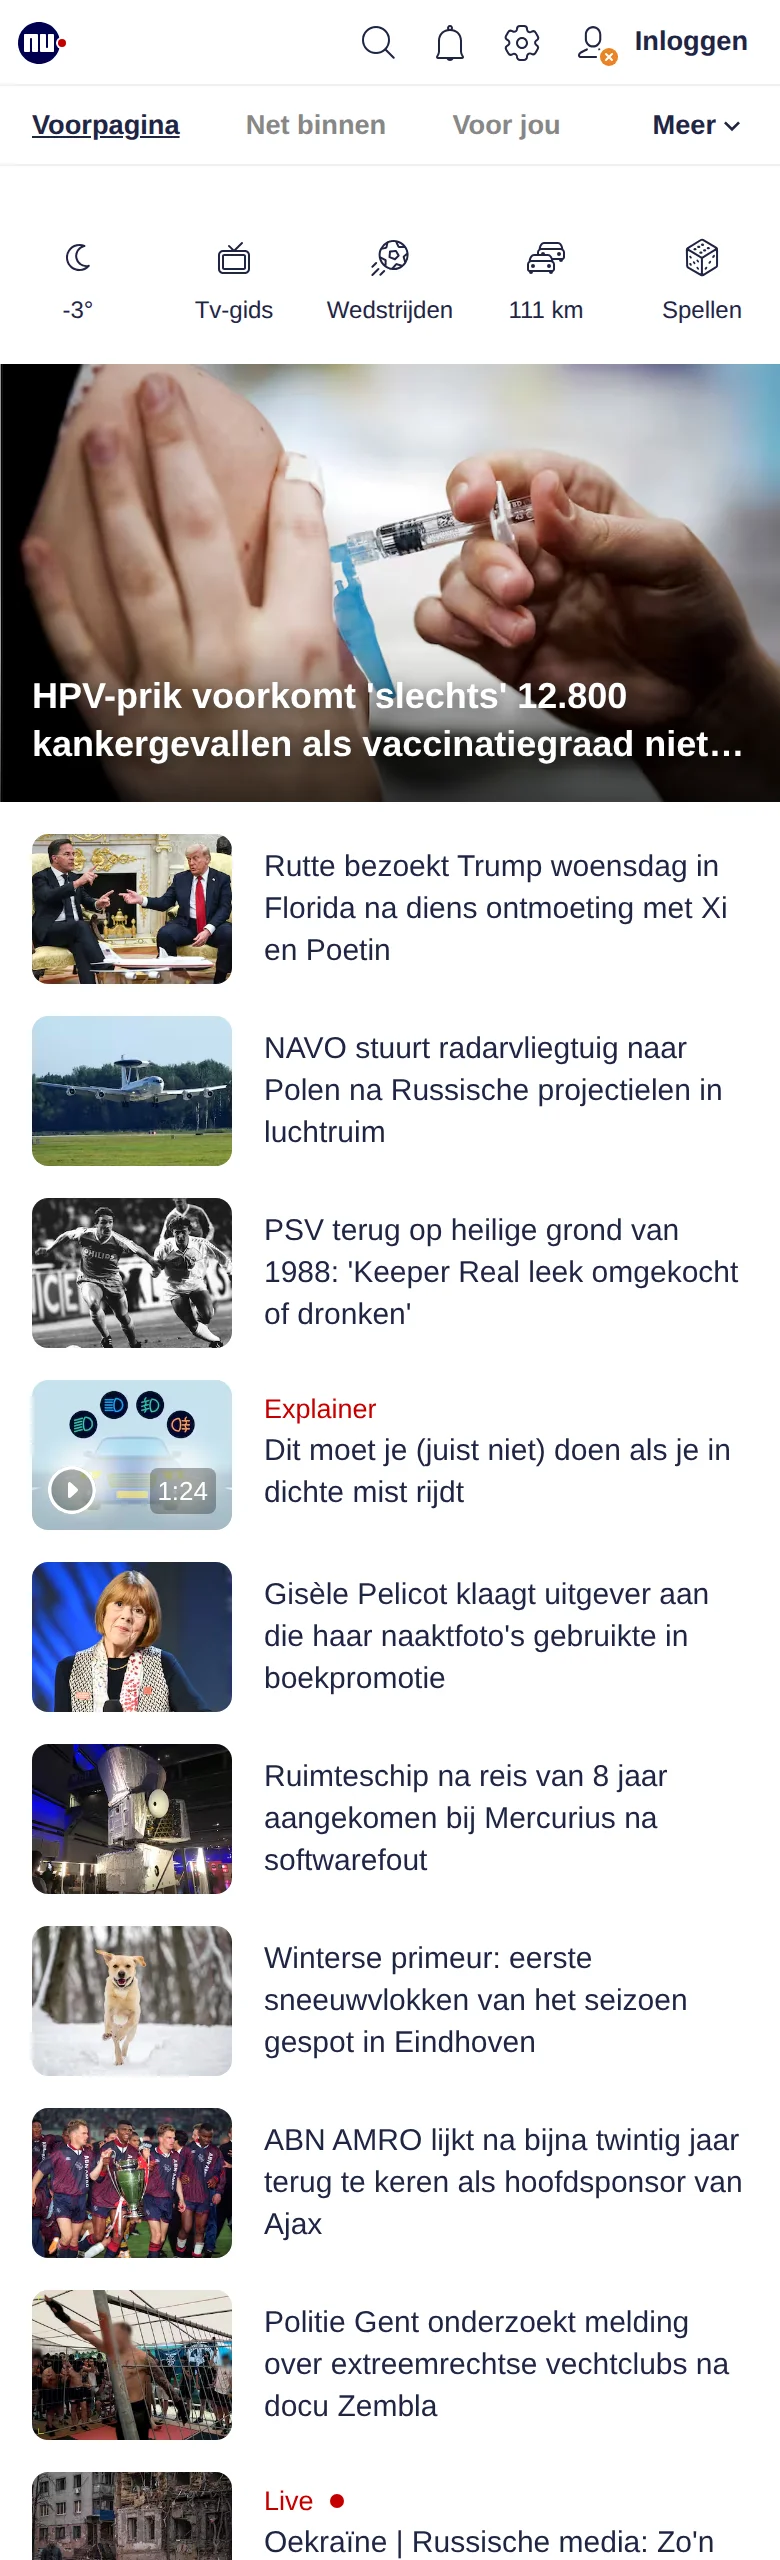 nu
Inloggen
Voorpagina
Net binnen
Voor jou
Meer
-3°
Tv-gids
Wedstrijden
111 km
Spellen
HPV-prik voorkomt 'slechts' 12.800
kankergevallen als vaccinatiegraad niet…
Rutte bezoekt Trump woensdag in
Florida na diens ontmoeting met Xi
en Poetin
NAVO stuurt radarvliegtuig naar
Polen na Russische projectielen in
luchtruim
PHILIPS
PSV terug op heilige grond van
1988: 'Keeper Real leek omgekocht
of dronken'
1:24
Explainer
Dit moet je (juist niet) doen als je in
dichte mist rijdt
Gisèle Pelicot klaagt uitgever aan
die haar naaktfoto's gebruikte in
boekpromotie
Ruimteschip na reis van 8 jaar
aangekomen bij Mercurius na
softwarefout
Winterse primeur: eerste
sneeuwvlokken van het seizoen
gespot in Eindhoven
ABN AMRO lijkt na bijna twintig jaar
terug te keren als hoofdsponsor van
Ajax
Politie Gent onderzoekt melding
over extreemrechtse vechtclubs na
docu Zembla
Live
Oekraïne | Russische media: Zo'n